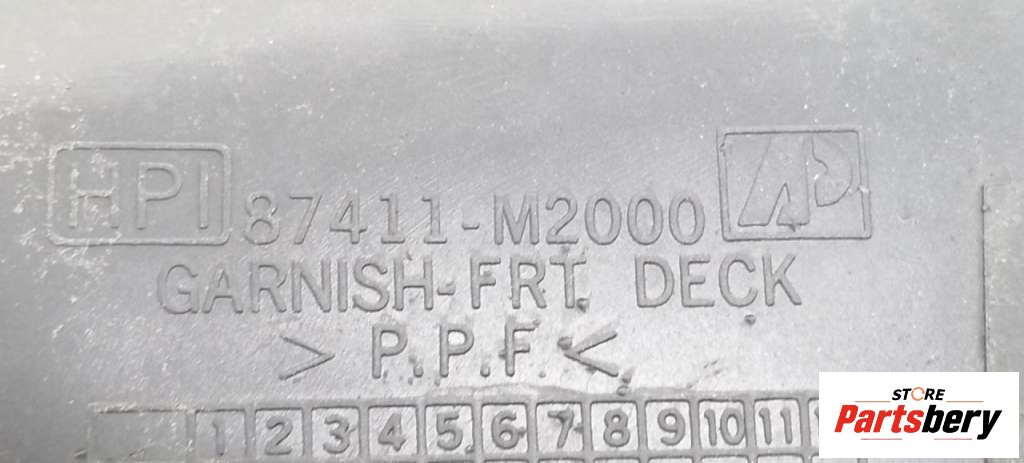 HPI 87411-M2000
GARNISH-FRT. DECK
> P.P.F <
1 2 3 4 5 6 7 8 9 10 11
STORE
Partsbery